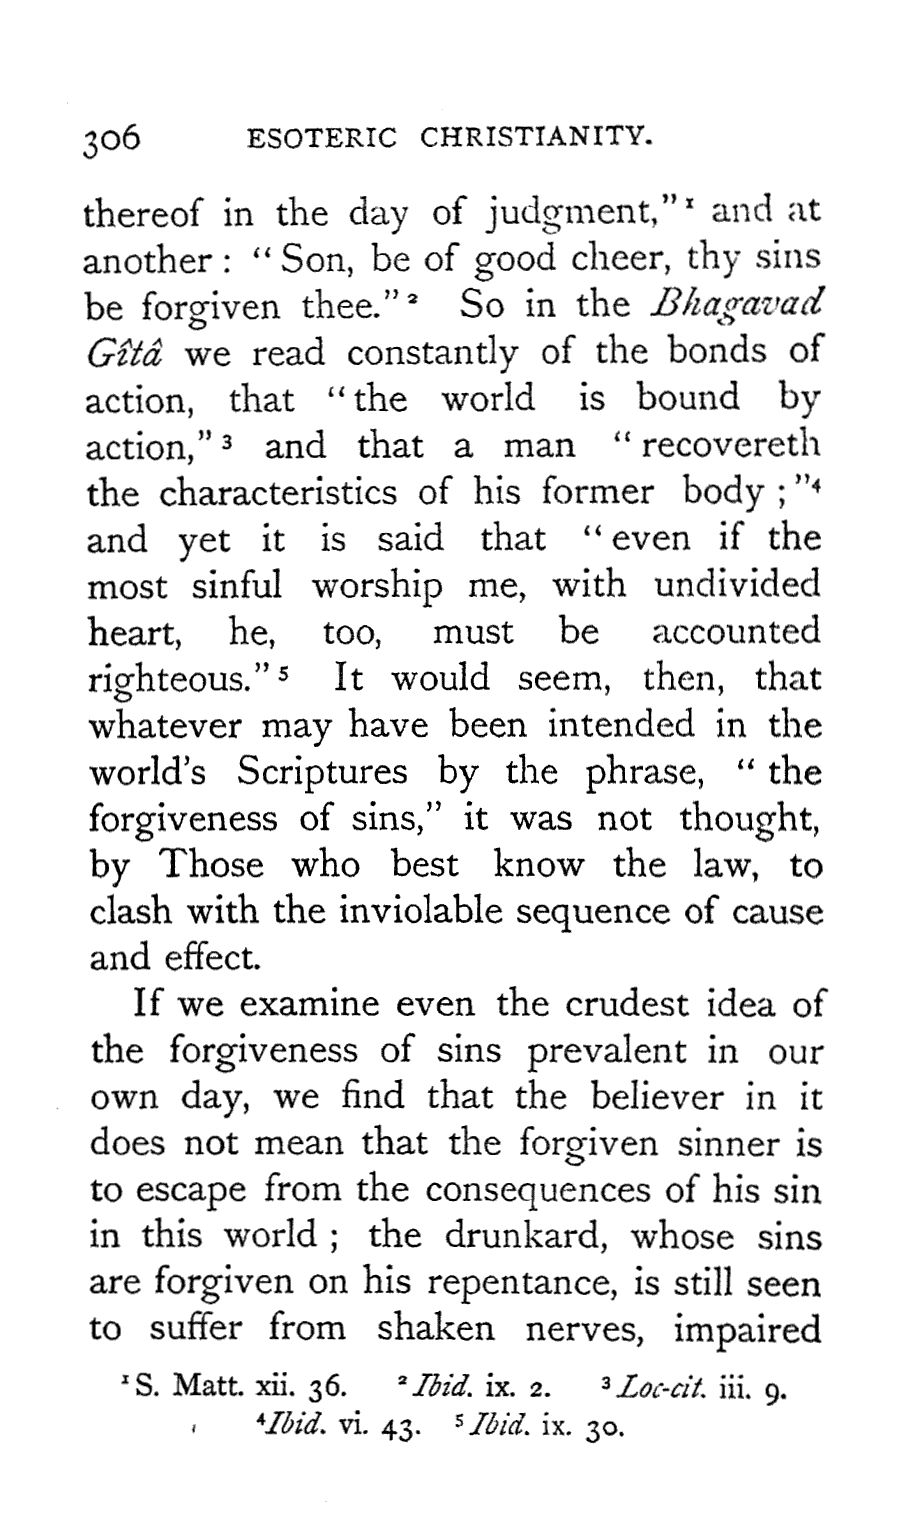 306 ESOTERIC CHRISTIANITY.
thereof in the day of judgment,” ¹ and at
another : “ Son, be of good cheer, thy sins
be forgiven thee.” ² So in the Bhagavad
Gîtâ we read constantly of the bonds of
action, that “ the world is bound by
action,” ³ and that a man “ recovereth
the characteristics of his former body ; ”⁴
and yet it is said that “ even if the
most sinful worship me, with undivided
heart, he, too, must be accounted
righteous.” ⁵ It would seem, then, that
whatever may have been intended in the
world’s Scriptures by the phrase, “ the
forgiveness of sins,” it was not thought,
by Those who best know the law, to
clash with the inviolable sequence of cause
and effect.
If we examine even the crudest idea of
the forgiveness of sins prevalent in our
own day, we find that the believer in it
does not mean that the forgiven sinner is
to escape from the consequences of his sin
in this world ; the drunkard, whose sins
are forgiven on his repentance, is still seen
to suffer from shaken nerves, impaired
¹ S. Matt. xii. 36. ² Ibid. ix. 2. ³ Loc-cit. iii. 9.
⁴Ibid. vi. 43. ⁵ Ibid. ix. 30.